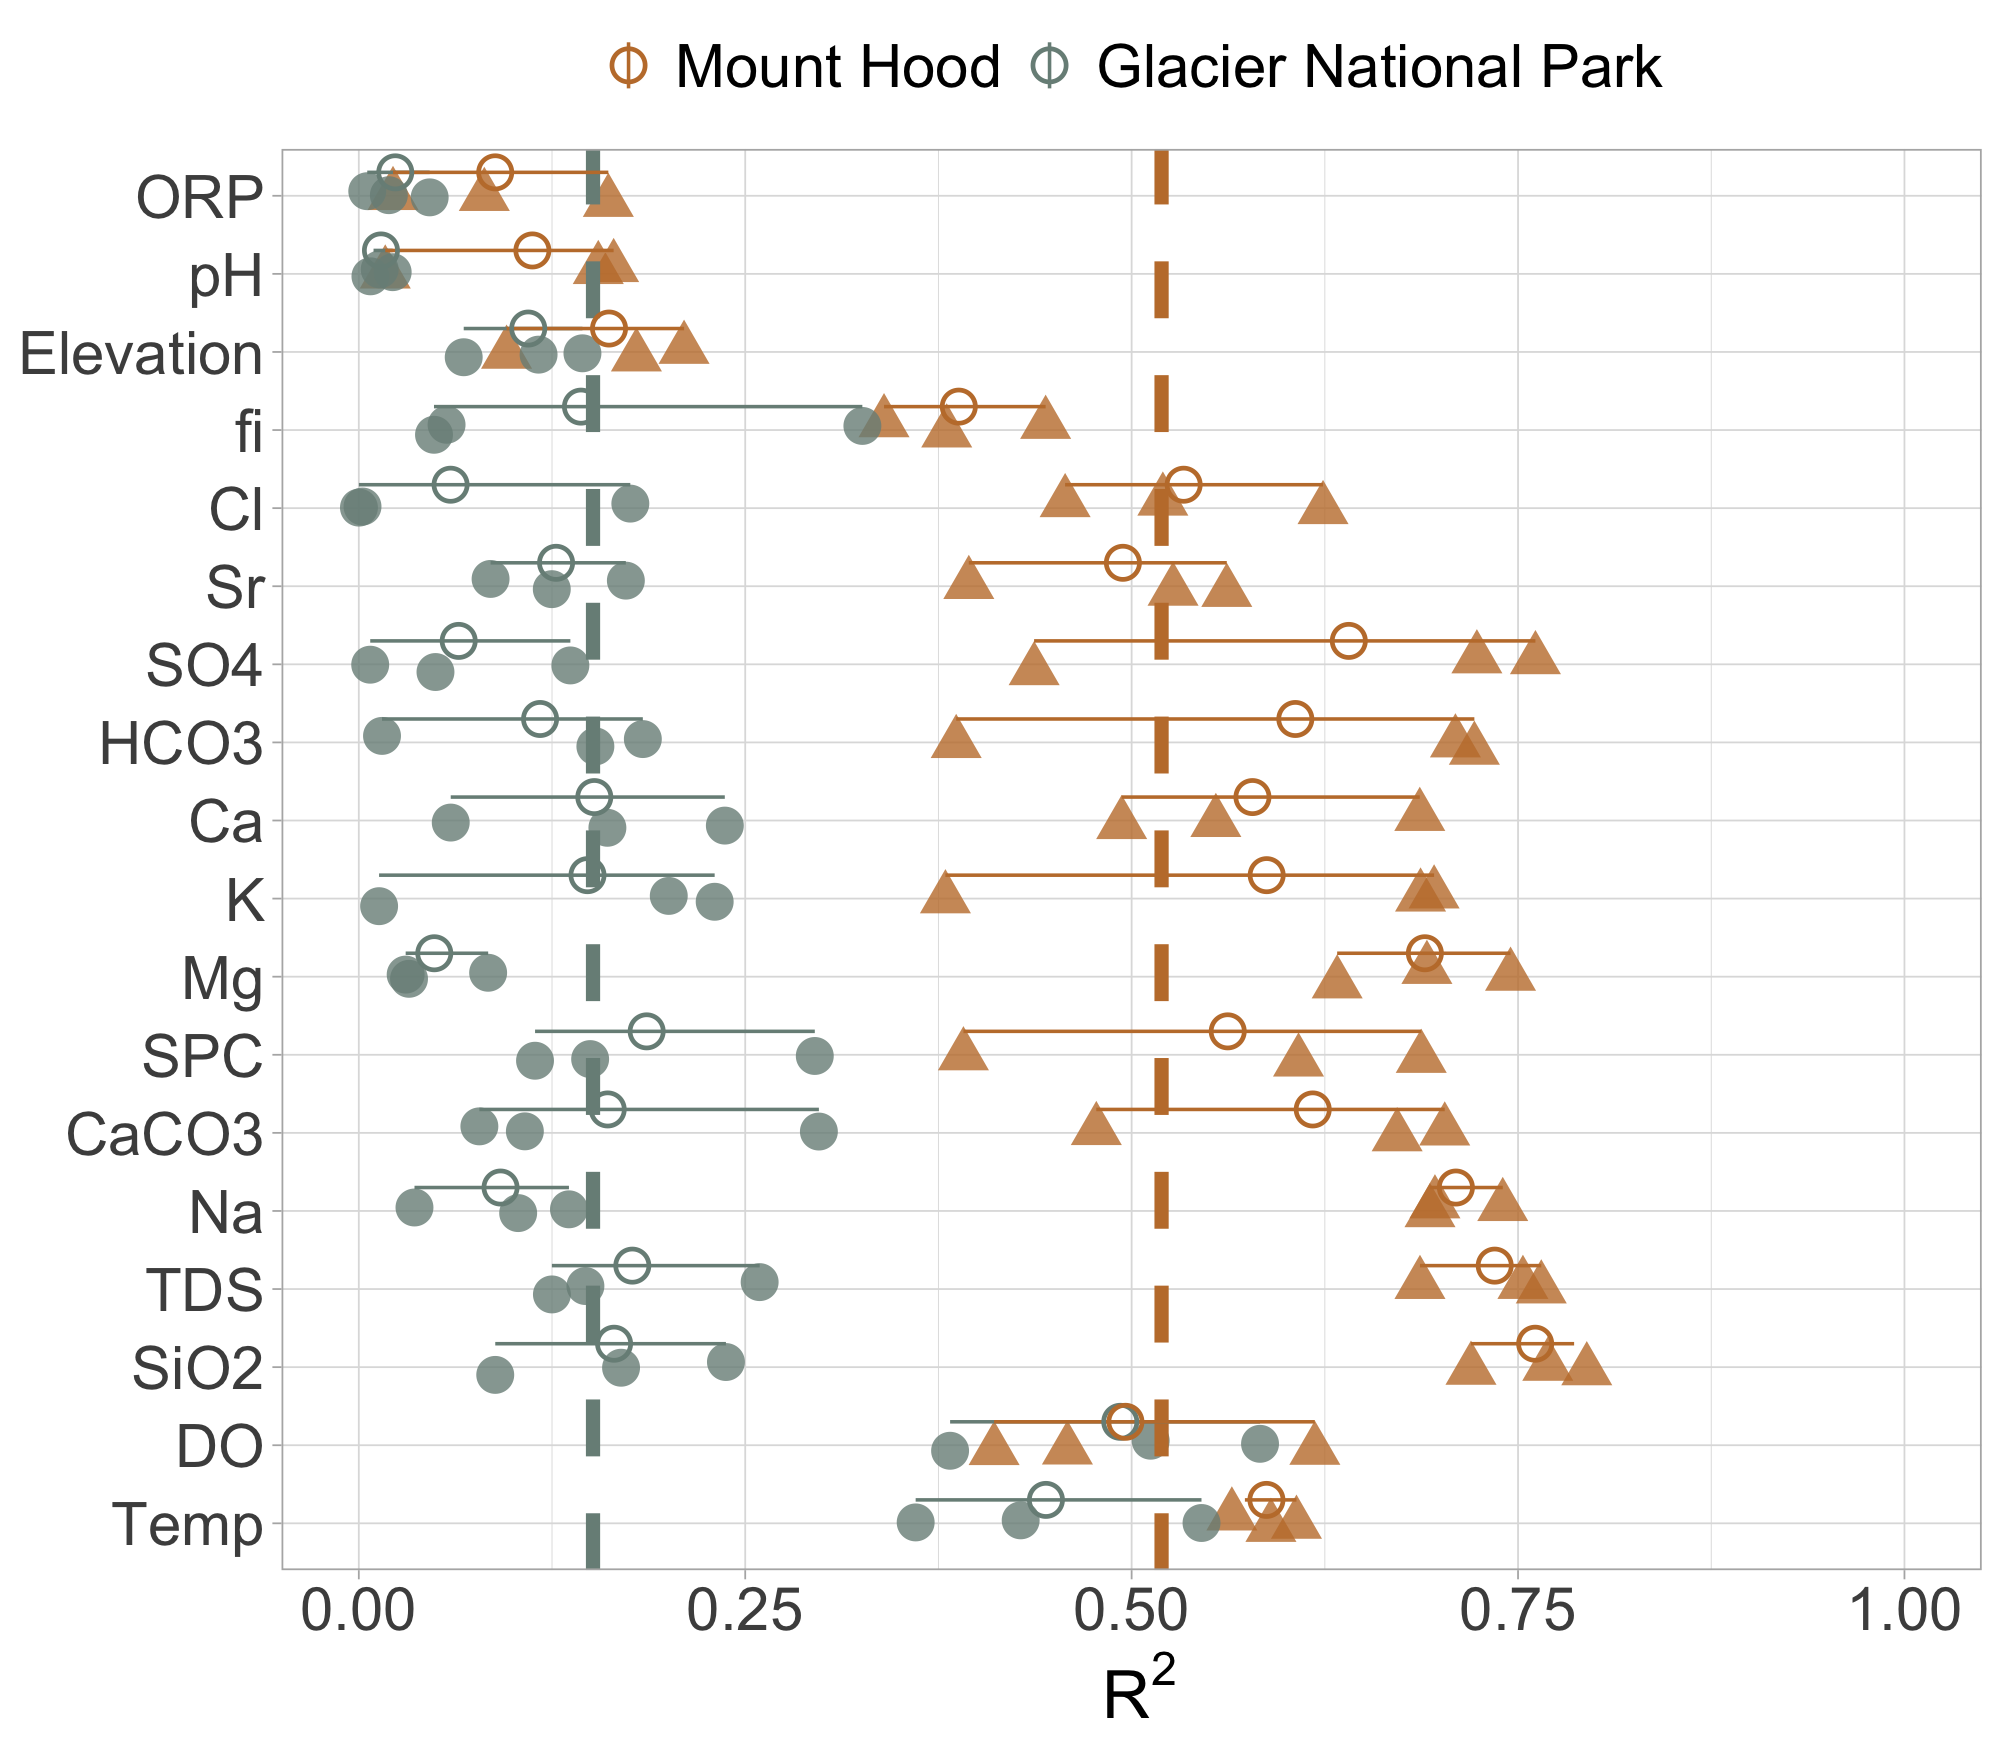 Mount Hood Glacier National Park
ORP
pH
Elevation
fi
Cl
Sr
SO4
HCO3
Ca
K
Mg
SPC
CaCO3
Na
TDS
SiO2
DO
Temp
0.00 0.25 0.50 0.75 1.00
R²